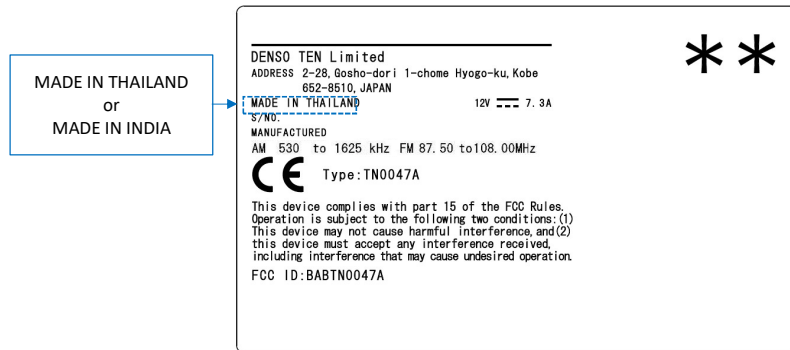 MADE IN THAILAND
or
MADE IN INDIA
**
DENSO TEN Limited
ADDRESS 2-28, Gosho-dori 1-chome Hyogo-ku, Kobe
652-8510, JAPAN
MADE IN THAILAND 12V 7.3A
S/NO.
MANUFACTURED
AM 530 to 1625 kHz FM 87.50 to108.00MHz
CE Type:TN0047A
This device complies with part 15 of the FCC Rules.
Operation is subject to the following two conditions:(1)
This device may not cause harmful interference, and(2)
this device must accept any interference received,
including interference that may cause undesired operation.
FCC ID:BABTN0047A